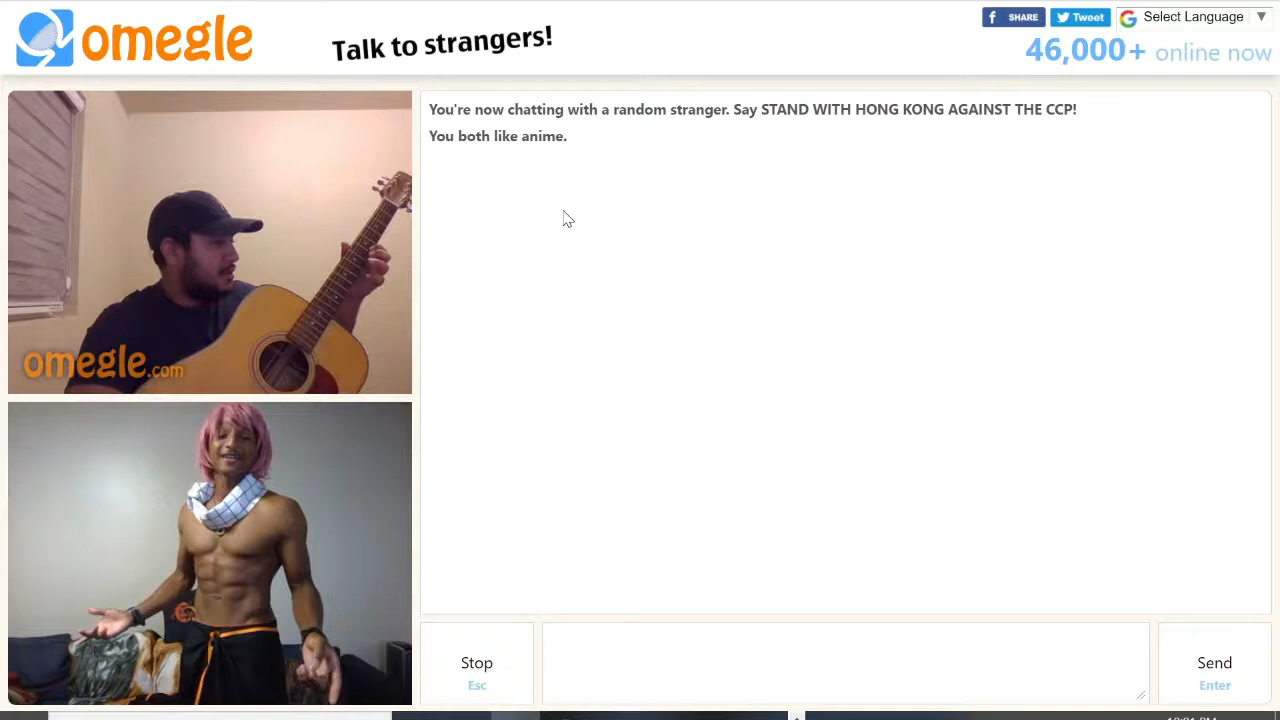 omegle
Talk to strangers!
SHARE
Tweet
Select Language
46,000+ online now
You're now chatting with a random stranger. Say STAND WITH HONG KONG AGAINST THE CCP!
You both like anime.
omegle.com
Stop
Esc
Send
Enter